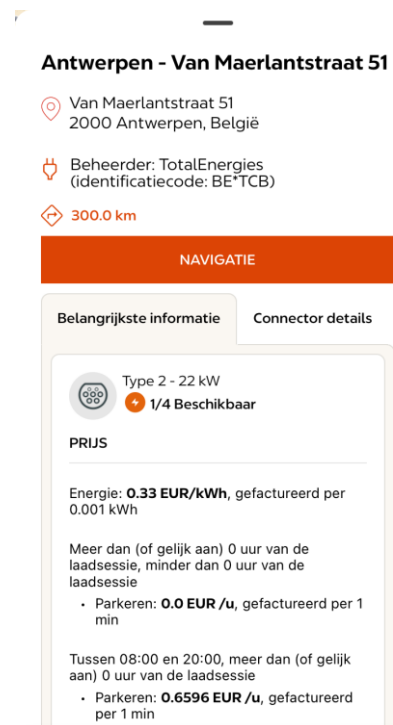 Antwerpen - Van Maerlantstraat 51
Van Maerlantstraat 51
2000 Antwerpen, België
Beheerder: TotalEnergies
(identificatiecode: BE*TCB)
300.0 km
NAVIGATIE
Belangrijkste informatie
Connector details
Type 2 - 22 kW
1/4 Beschikbaar
PRIJS
Energie: 0.33 EUR/kWh, gefactureerd per
0.001 kWh
Meer dan (of gelijk aan) 0 uur van de
laadsessie, minder dan 0 uur van de
laadsessie
• Parkeren: 0.0 EUR /u, gefactureerd per 1
min
Tussen 08:00 en 20:00, meer dan (of gelijk
aan) 0 uur van de laadsessie
• Parkeren: 0.6596 EUR /u, gefactureerd
per 1 min